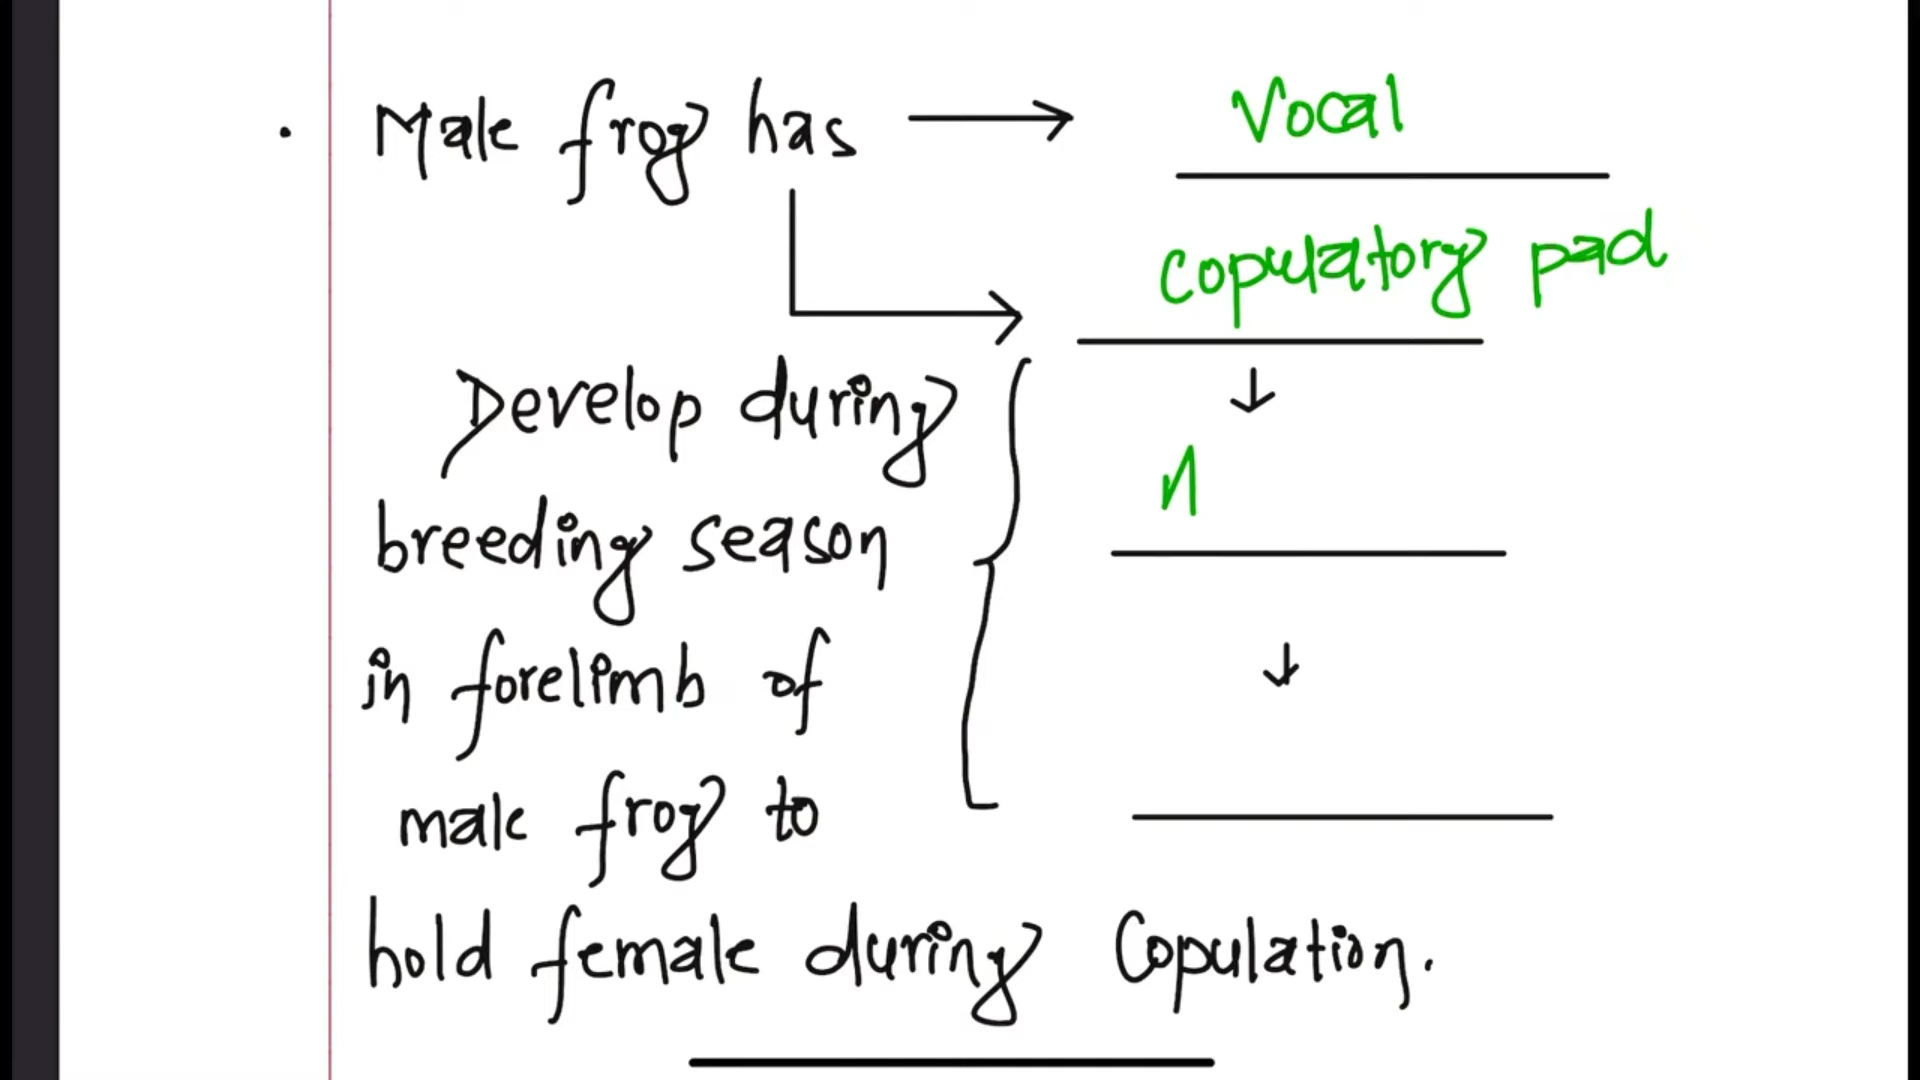 . Male frog has → Vocal
copulatory pad
↓
Develop during
N
breeding season
in forelimb of
↓
male frog to
hold female during Copulation.